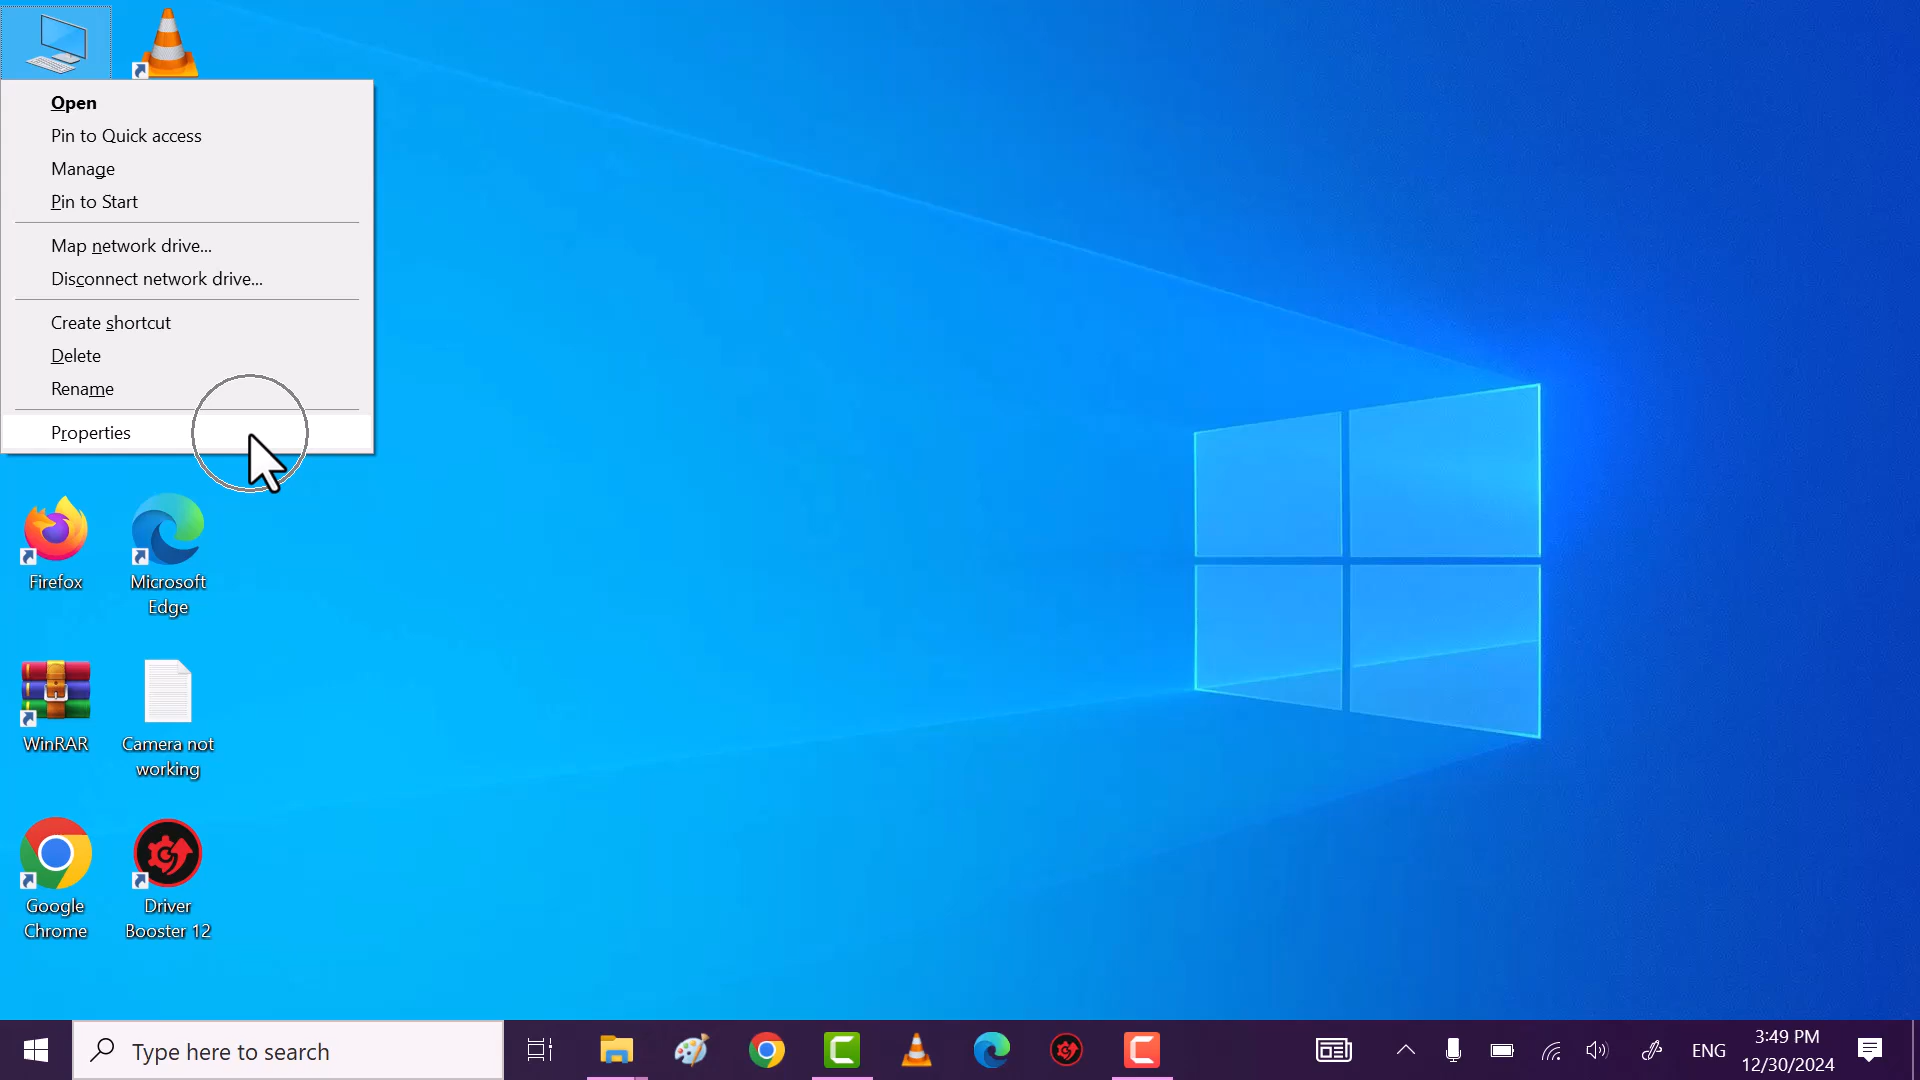 Open
Pin to Quick access
Manage
Pin to Start
Map network drive...
Disconnect network drive...
Create shortcut
Delete
Rename
Properties
Firefox
Microsoft
Edge
WinRAR
Camera not
working
Google
Chrome
Driver
Booster 12
Type here to search
ENG
3:49 PM
12/30/2024